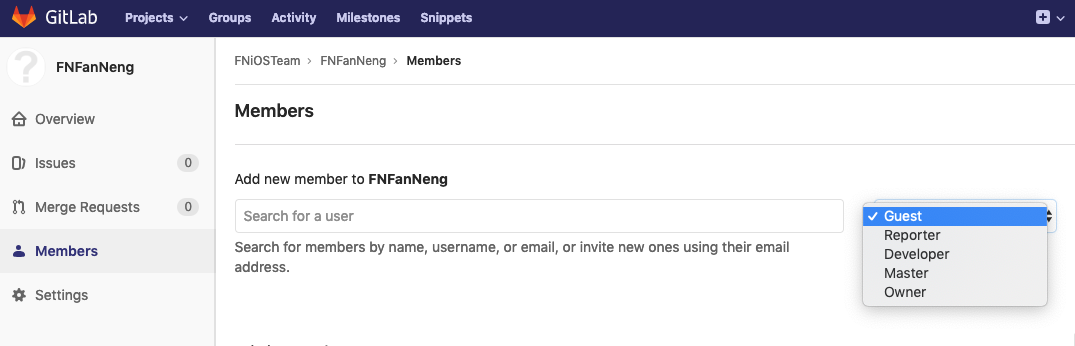 GitLab Projects Groups Activity Milestones Snippets
FNFanNeng
Overview
Issues 0
Merge Requests 0
Members
Settings
FNiOSTeam > FNFanNeng > Members
Members
Add new member to FNFanNeng
Search for a user
Search for members by name, username, or email, or invite new ones using their email
address.
Guest
Reporter
Developer
Master
Owner